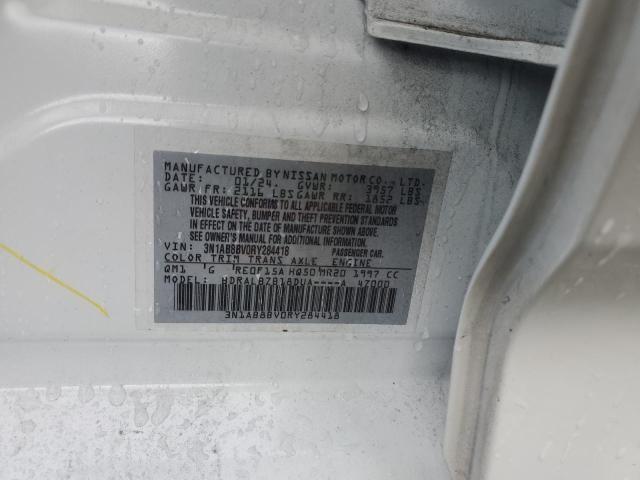 MANUFACTURED BY NISSAN MOTOR CO., LTD.
DATE: 01/24. GVWR: 3957 LBS
GAWR FR: 2116 LBS GAWR RR: 1852 LBS
THIS VEHICLE CONFORMS TO ALL APPLICABLE FEDERAL MOTOR
VEHICLE SAFETY, BUMPER AND THEFT PREVENTION STANDARDS
IN EFFECT ON THE DATE OF MANUFACTURE SHOWN ABOVE.
SEE OWNER'S MANUAL OR ADDITIONAL INFORMATION.
VIN: 3N1AB8BV0RY284418 PASSENGER CAR.
COLOR TRIM TRANS AXLE ENGINE
QM1 G RE0F15A HQ50 MR20 1997 CC
MODEL: HDRALBZB18DUA----A 47000
3N1AB8BV0RY284418